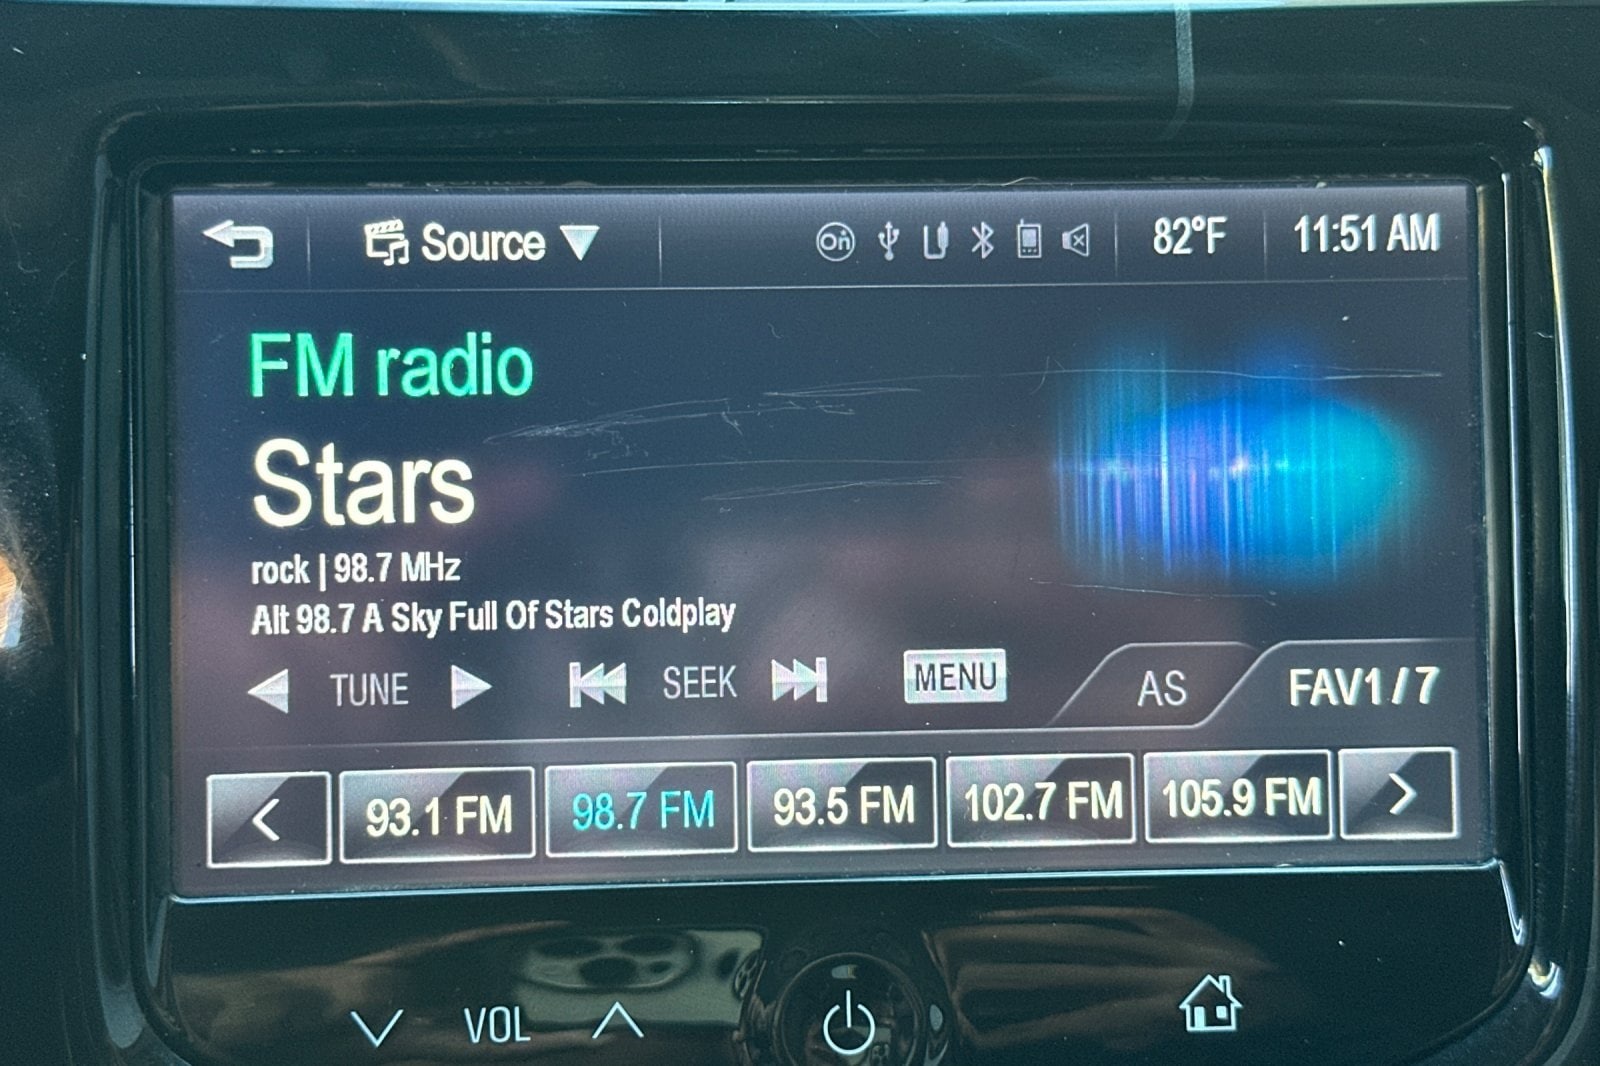 Source On 82°F 11:51 AM
FM radio
Stars
rock | 98.7 MHz
Alt 98.7 A Sky Full Of Stars Coldplay
TUNE SEEK MENU AS FAV1 / 7
93.1 FM 98.7 FM 93.5 FM 102.7 FM 105.9 FM
VOL